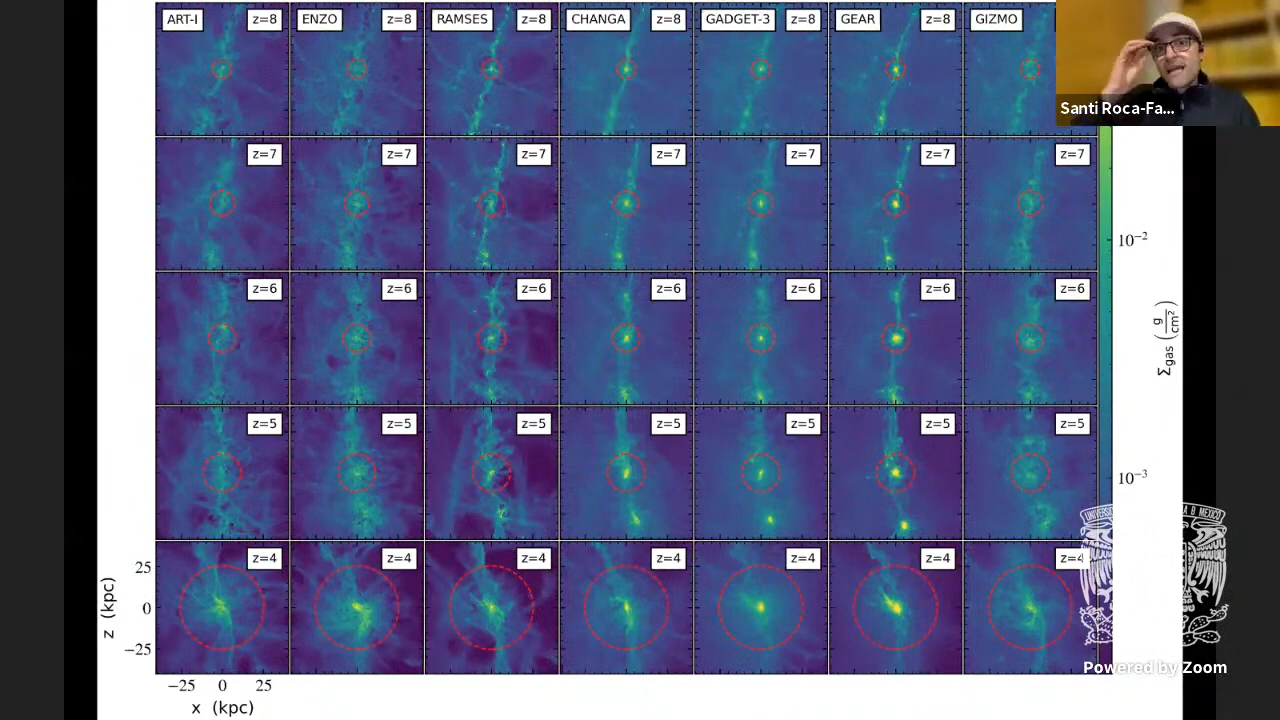 ART-I z=8 ENZO z=8 RAMSES z=8 CHANGA z=8 GADGET-3 z=8 GEAR z=8 GIZMO
Santi Roca-Fa...
z=7 z=7 z=7 z=7 z=7 z=7 z=7
10⁻²
z=6 z=6 z=6 z=6 z=6 z=6 z=6
Σgas (g/cm²)
z=5 z=5 z=5 z=5 z=5 z=5 z=5
10⁻³
z=4 z=4 z=4 z=4 z=4 z=4 z=4
25
0
−25
z (kpc)
−25 0 25
x (kpc)
Powered by Zoom